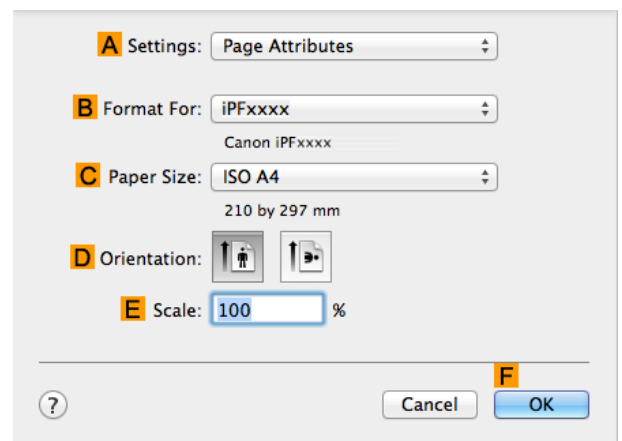 A Settings: Page Attributes
B Format For: iPFxxxx
Canon iPFxxxx
C Paper Size: ISO A4
210 by 297 mm
D Orientation:
E Scale: 100 %
F
? Cancel OK